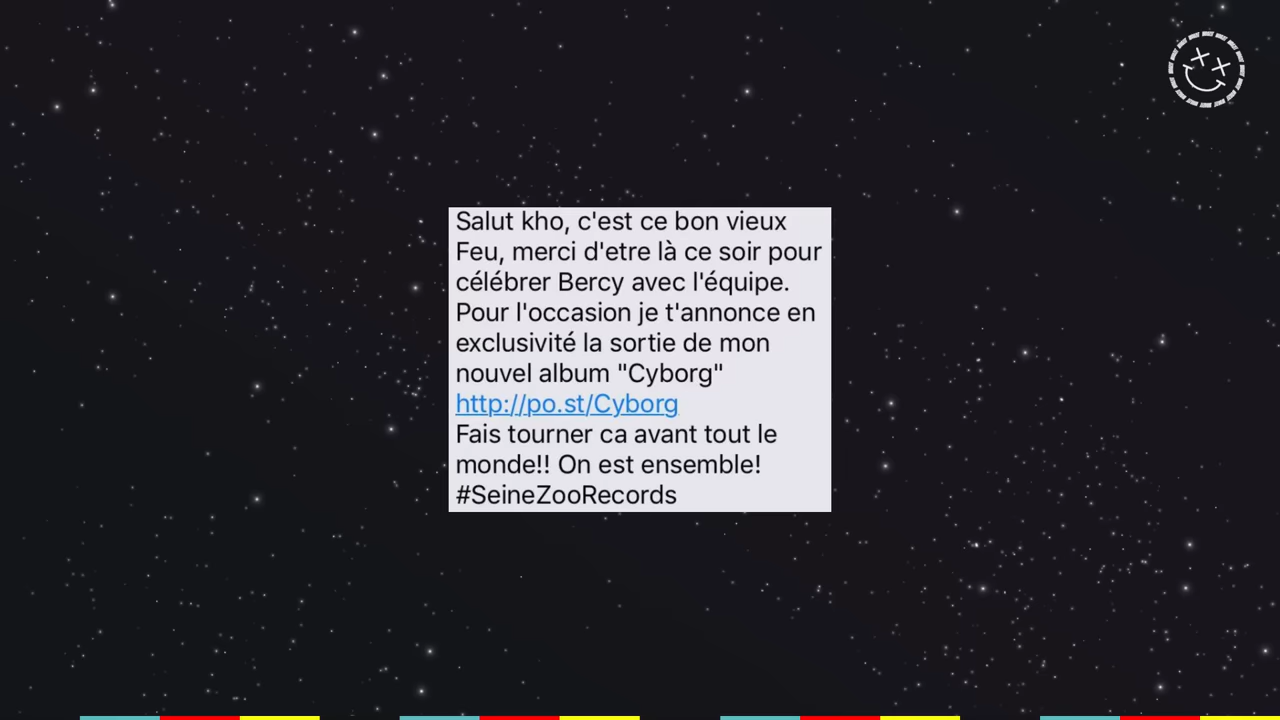 Salut kho, c'est ce bon vieux
Feu, merci d'etre là ce soir pour
célébrer Bercy avec l'équipe.
Pour l'occasion je t'annonce en
exclusivité la sortie de mon
nouvel album "Cyborg"
http://po.st/Cyborg
Fais tourner ca avant tout le
monde!! On est ensemble!
#SeineZooRecords